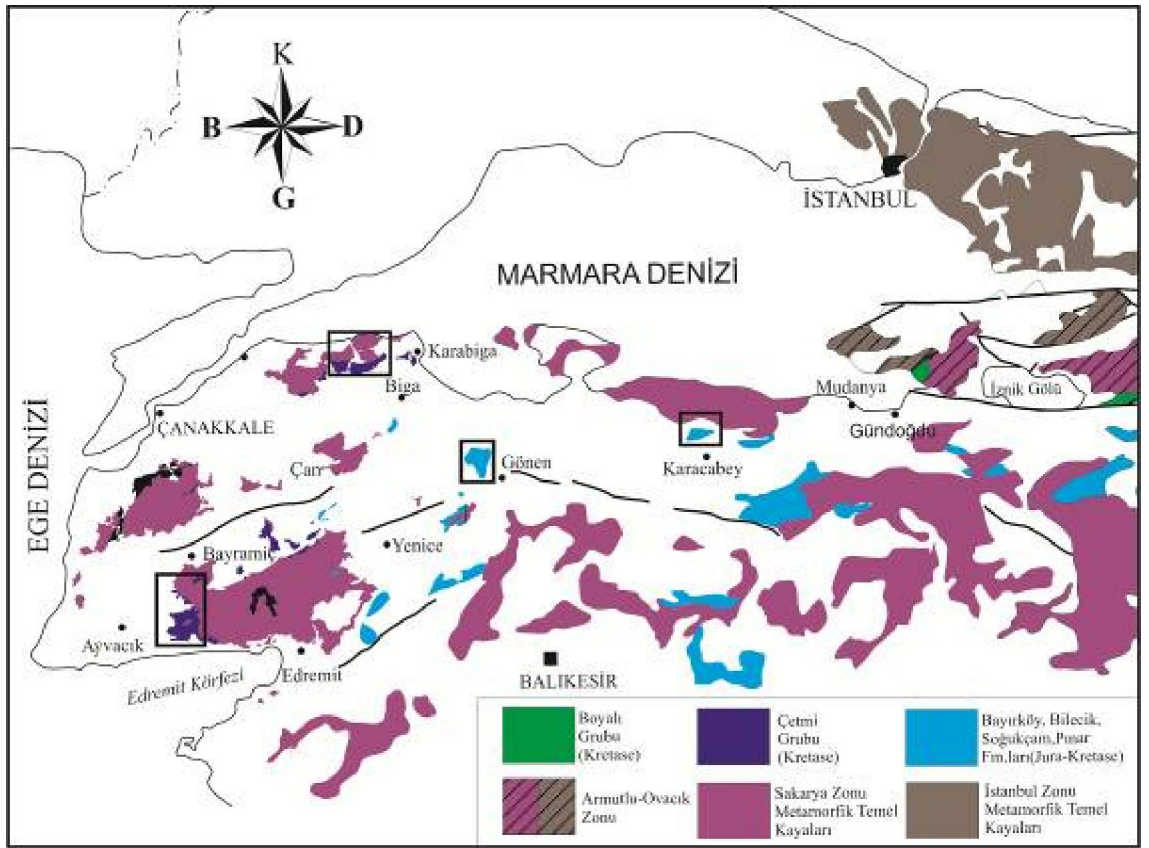 K
B
D
G
İSTANBUL
MARMARA DENİZİ
EGE DENİZİ
Karabiga
Biga
ÇANAKKALE
Mudanya
İznik Gölü
Gündoğdu
Çan
Gönen
Karacabey
Bayramiç
Yenice
Ayvacık
Edremit
Edremit Körfezi
BALIKESİR
Boyalı
Grubu
(Kretase)
Çetmi
Grubu
(Kretase)
Bayırköy, Bilecik,
Soğukçam,Pınar
Fm.ları(Jura-Kretase)
Armutlu-Ovacık
Zonu
Sakarya Zonu
Metamorfik Temel
Kayaları
İstanbul Zonu
Metamorfik Temel
Kayaları